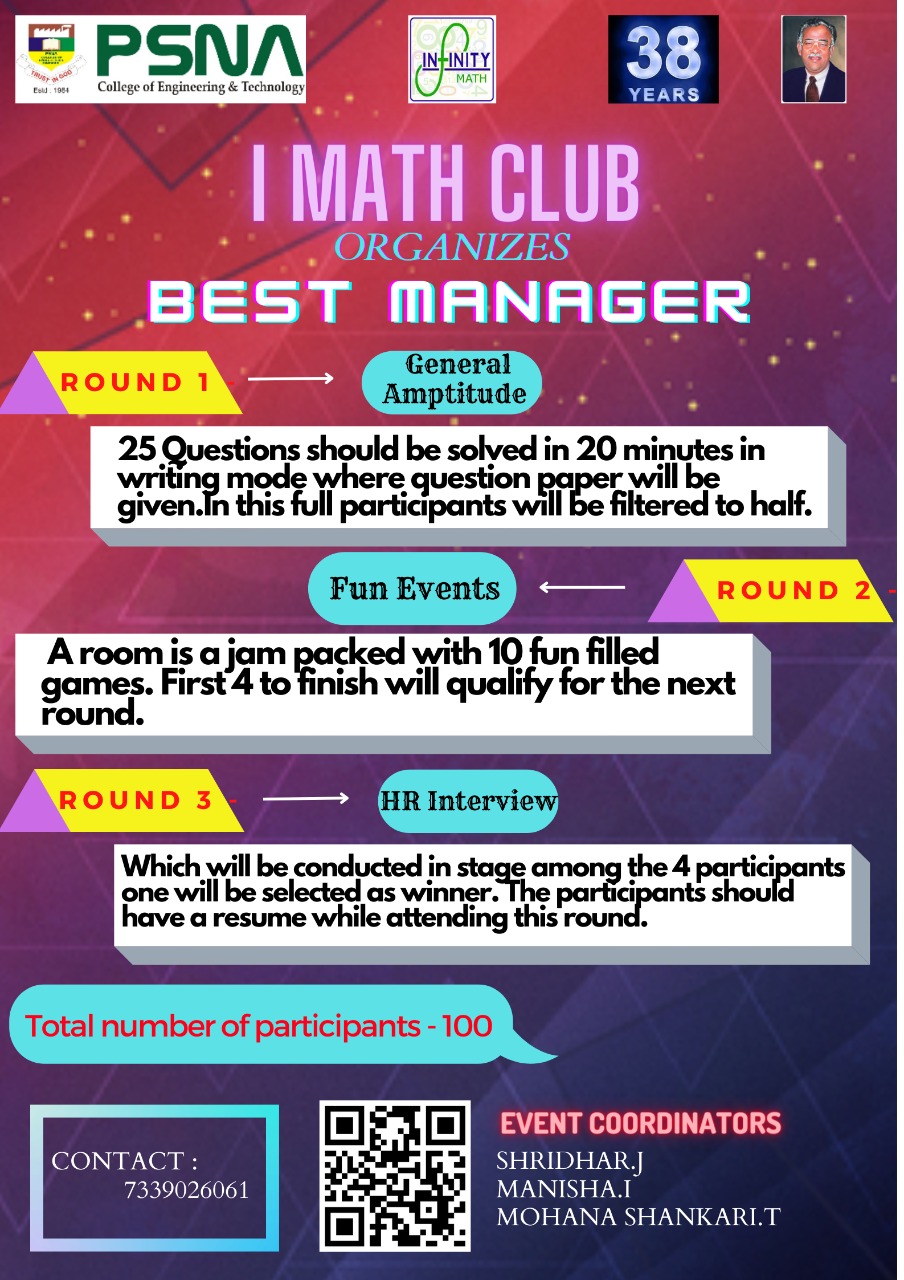 PSNA
College of Engineering & Technology
TRUST IN GOD
Estd : 1984
INFINITY
MATH
38
YEARS
I MATH CLUB
ORGANIZES
BEST MANAGER
ROUND 1 -
General
Amptitude
25 Questions should be solved in 20 minutes in
writing mode where question paper will be
given.In this full participants will be filtered to half.
Fun Events
ROUND 2 -
A room is a jam packed with 10 fun filled
games. First 4 to finish will qualify for the next
round.
ROUND 3 -
HR Interview
Which will be conducted in stage among the 4 participants
one will be selected as winner. The participants should
have a resume while attending this round.
Total number of participants - 100
CONTACT :
7339026061
EVENT COORDINATORS
SHRIDHAR.J
MANISHA.I
MOHANA SHANKARI.T